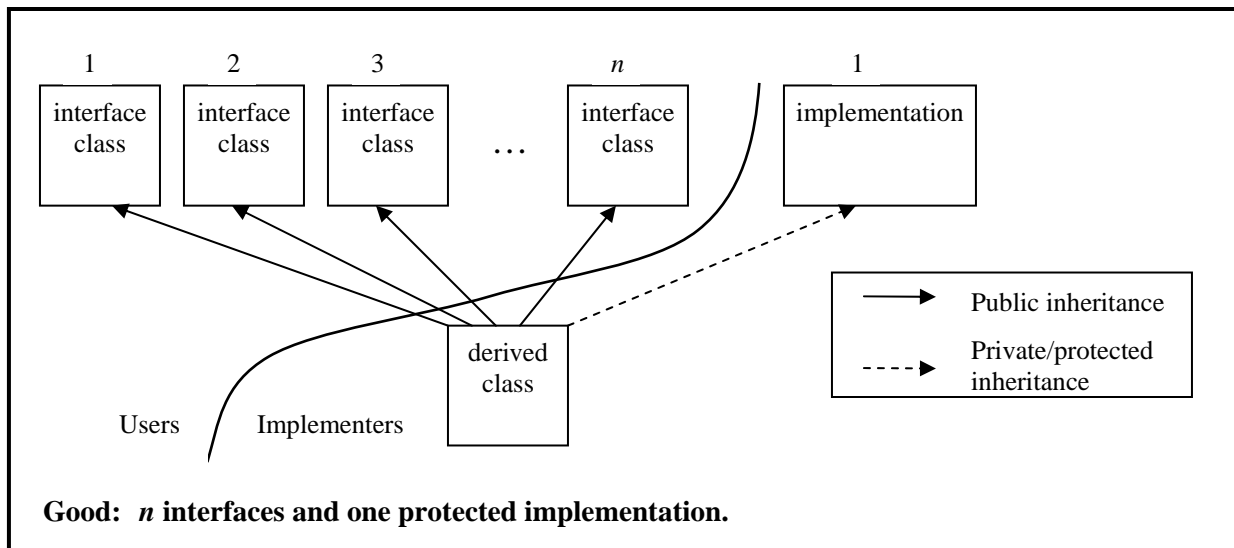 1 2 3 n 1
interface class
interface class
interface class
…
interface class
implementation
Public inheritance
Private/protected
inheritance
derived
class
Users Implementers
Good: n interfaces and one protected implementation.